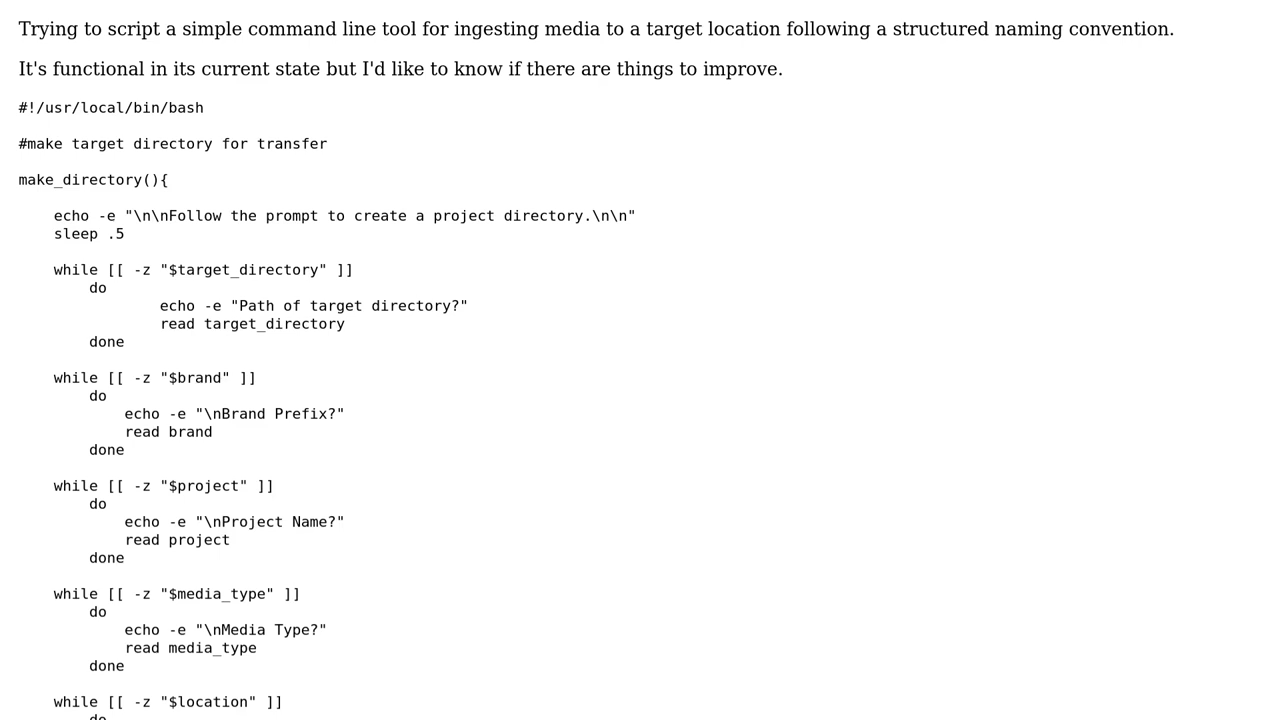 Trying to script a simple command line tool for ingesting media to a target location following a structured naming convention.
It's functional in its current state but I'd like to know if there are things to improve.
#!/usr/local/bin/bash
#make target directory for transfer
make_directory(){
    echo -e "\n\nFollow the prompt to create a project directory.\n\n"
    sleep .5
    while [[ -z "$target_directory" ]]
        do
                echo -e "Path of target directory?"
                read target_directory
        done
    while [[ -z "$brand" ]]
        do
            echo -e "\nBrand Prefix?"
            read brand
        done
    while [[ -z "$project" ]]
        do
            echo -e "\nProject Name?"
            read project
        done
    while [[ -z "$media_type" ]]
        do
            echo -e "\nMedia Type?"
            read media_type
        done
    while [[ -z "$location" ]]
        do